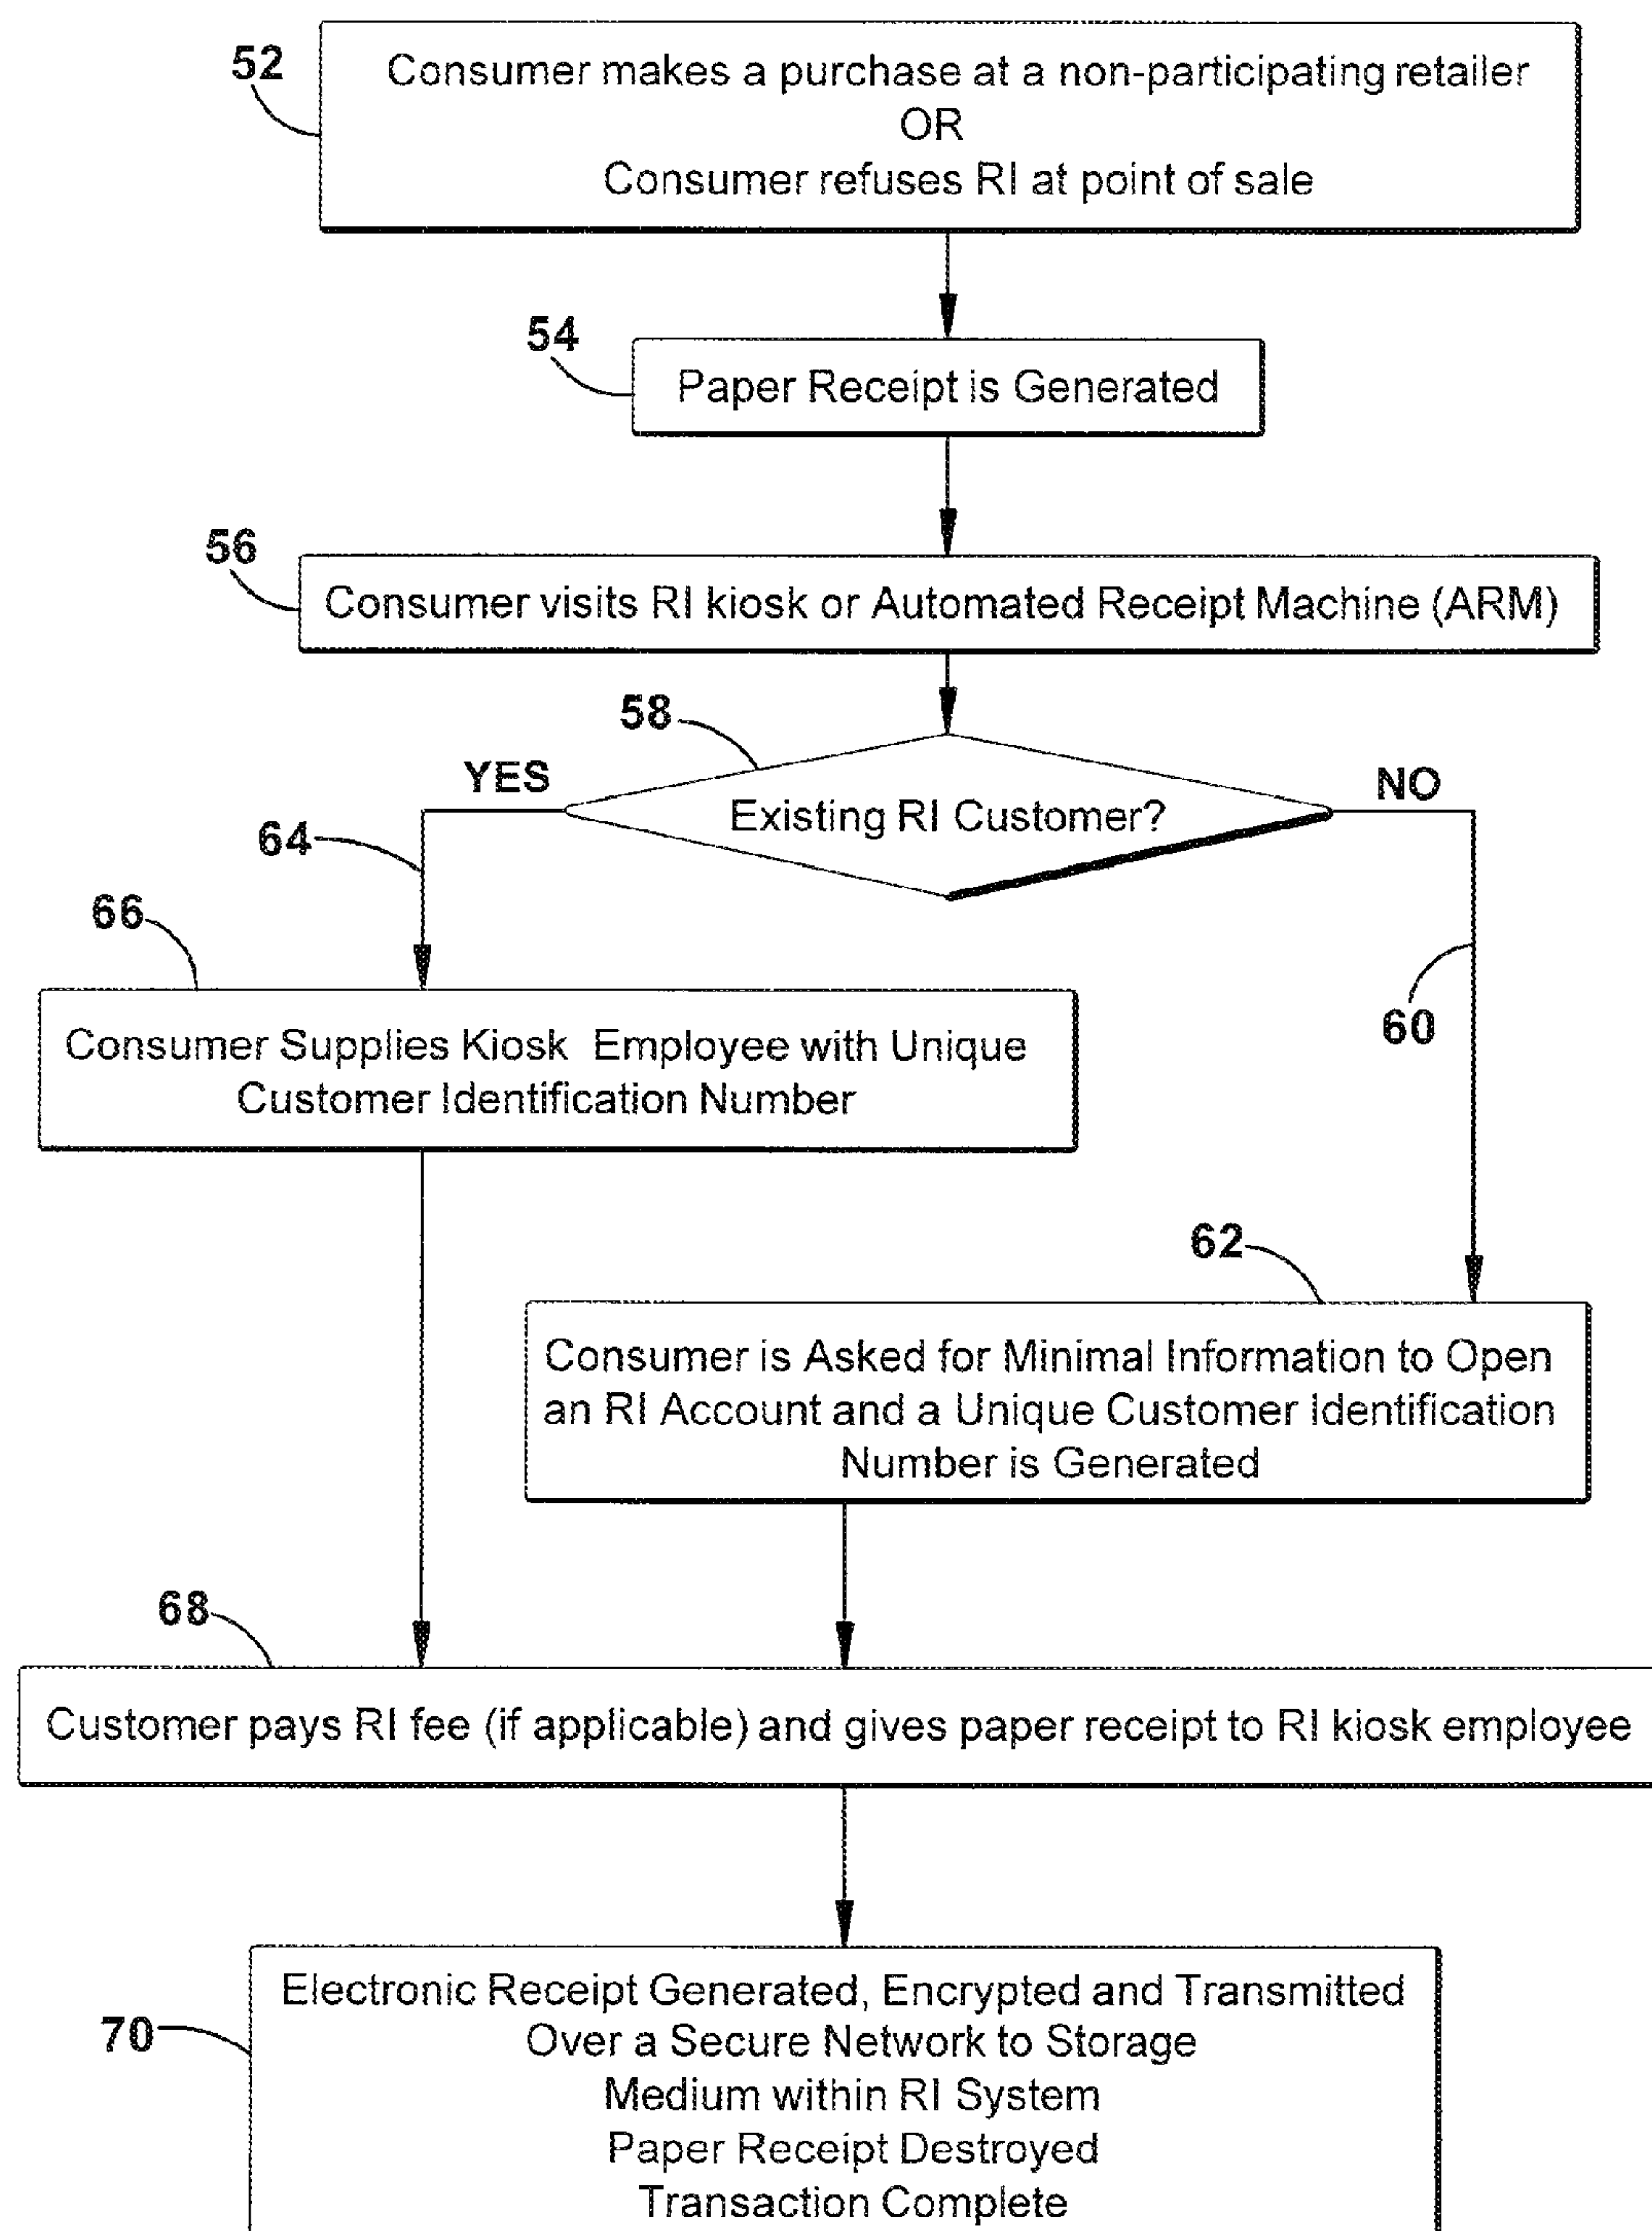 52
Consumer makes a purchase at a non-participating retailer
OR
Consumer refuses RI at point of sale
54
Paper Receipt is Generated
56
Consumer visits RI kiosk or Automated Receipt Machine (ARM)
58
YES
NO
Existing RI Customer?
64
66
60
Consumer Supplies Kiosk Employee with Unique
Customer Identification Number
62
Consumer is Asked for Minimal Information to Open
an RI Account and a Unique Customer Identification
Number is Generated
68
Customer pays RI fee (if applicable) and gives paper receipt to RI kiosk employee
70
Electronic Receipt Generated, Encrypted and Transmitted
Over a Secure Network to Storage
Medium within RI System
Paper Receipt Destroyed
Transaction Complete